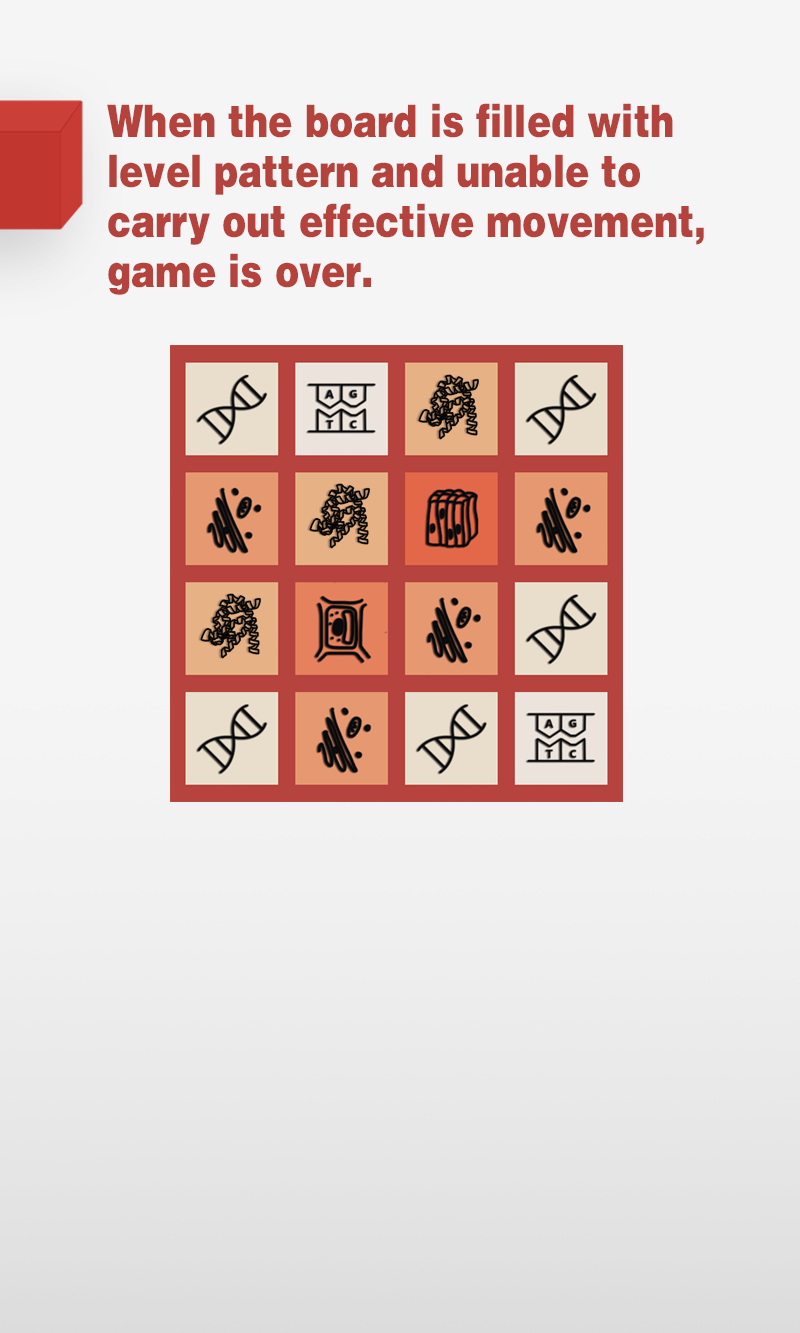 When the board is filled with
level pattern and unable to
carry out effective movement,
game is over.
A G
T C
A G
T C